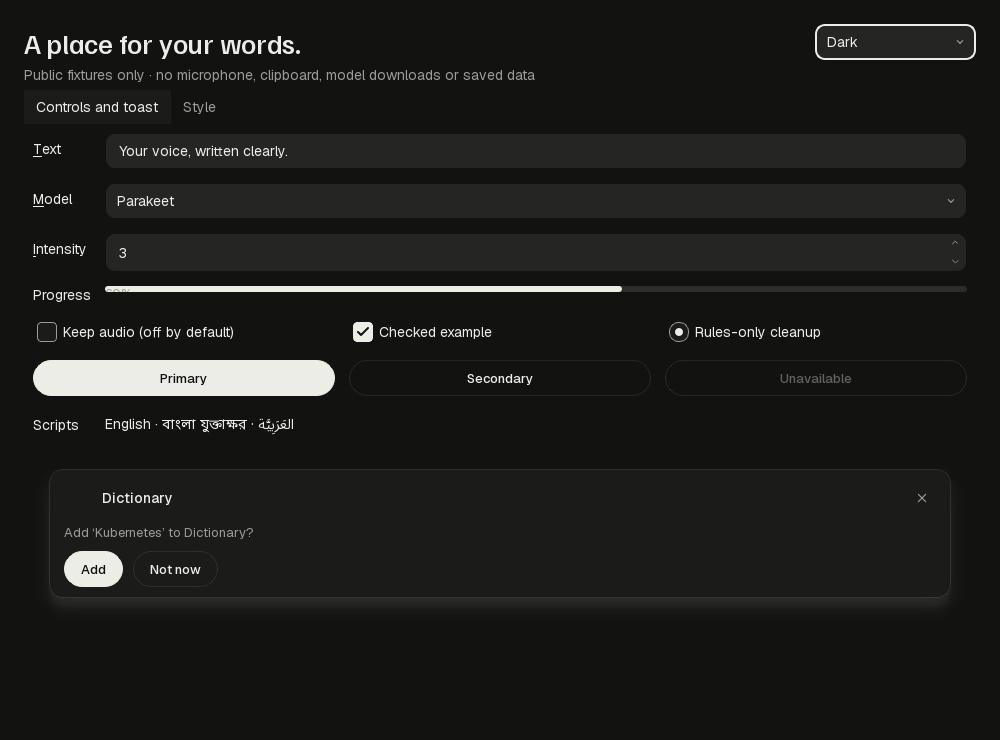 A place for your words.
Dark
Public fixtures only · no microphone, clipboard, model downloads or saved data
Controls and toast
Style
Text
Your voice, written clearly.
Model
Parakeet
Intensity
3
Progress
Keep audio (off by default)
Checked example
Rules-only cleanup
Primary
Secondary
Unavailable
Scripts
English · বাংলা যুক্তাক্ষর · العَرَبِيَّة
Dictionary
Add ‘Kubernetes’ to Dictionary?
Add
Not now